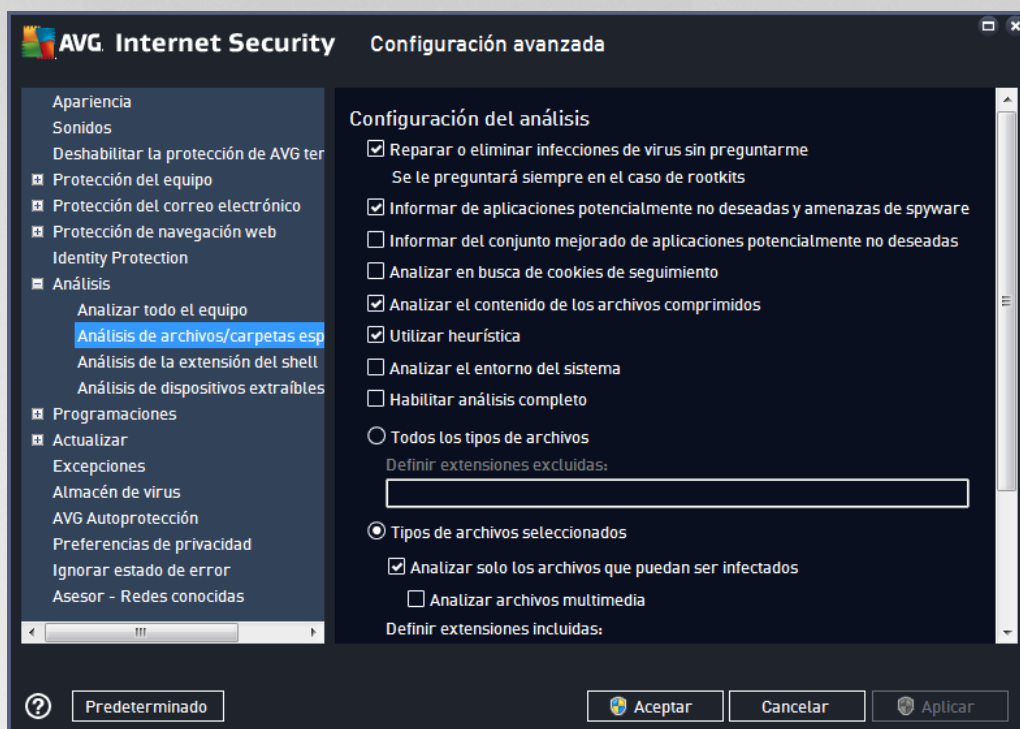 AVG. Internet Security
Configuración avanzada
Apariencia
Sonidos
Deshabilitar la protección de AVG ter
Protección del equipo
Protección del correo electrónico
Protección de navegación web
Identity Protection
Análisis
Analizar todo el equipo
Análisis de archivos/carpetas esp
Análisis de la extensión del shell
Análisis de dispositivos extraíbles
Programaciones
Actualizar
Excepciones
Almacén de virus
AVG Autoprotección
Preferencias de privacidad
Ignorar estado de error
Asesor - Redes conocidas
Configuración del análisis
Reparar o eliminar infecciones de virus sin preguntarme
Se le preguntará siempre en el caso de rootkits
Informar de aplicaciones potencialmente no deseadas y amenazas de spyware
Informar del conjunto mejorado de aplicaciones potencialmente no deseadas
Analizar en busca de cookies de seguimiento
Analizar el contenido de los archivos comprimidos
Utilizar heurística
Analizar el entorno del sistema
Habilitar análisis completo
Todos los tipos de archivos
Definir extensiones excluidas:
Tipos de archivos seleccionados
Analizar solo los archivos que puedan ser infectados
Analizar archivos multimedia
Definir extensiones incluidas:
Predeterminado
Aceptar
Cancelar
Aplicar